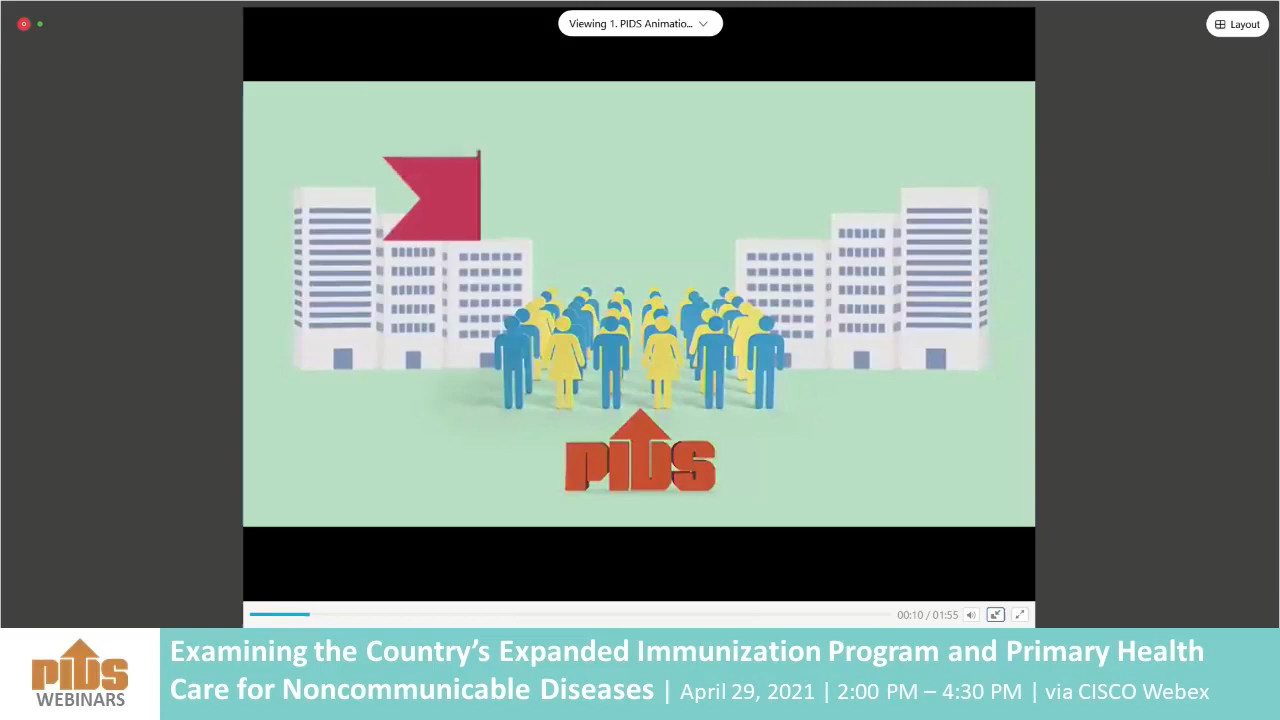 Viewing 1. PIDS Animatio...
Layout
PIDS
00:10 / 01:55
PIDS
WEBINARS
Examining the Country’s Expanded Immunization Program and Primary Health
Care for Noncommunicable Diseases | April 29, 2021 | 2:00 PM – 4:30 PM | via CISCO Webex